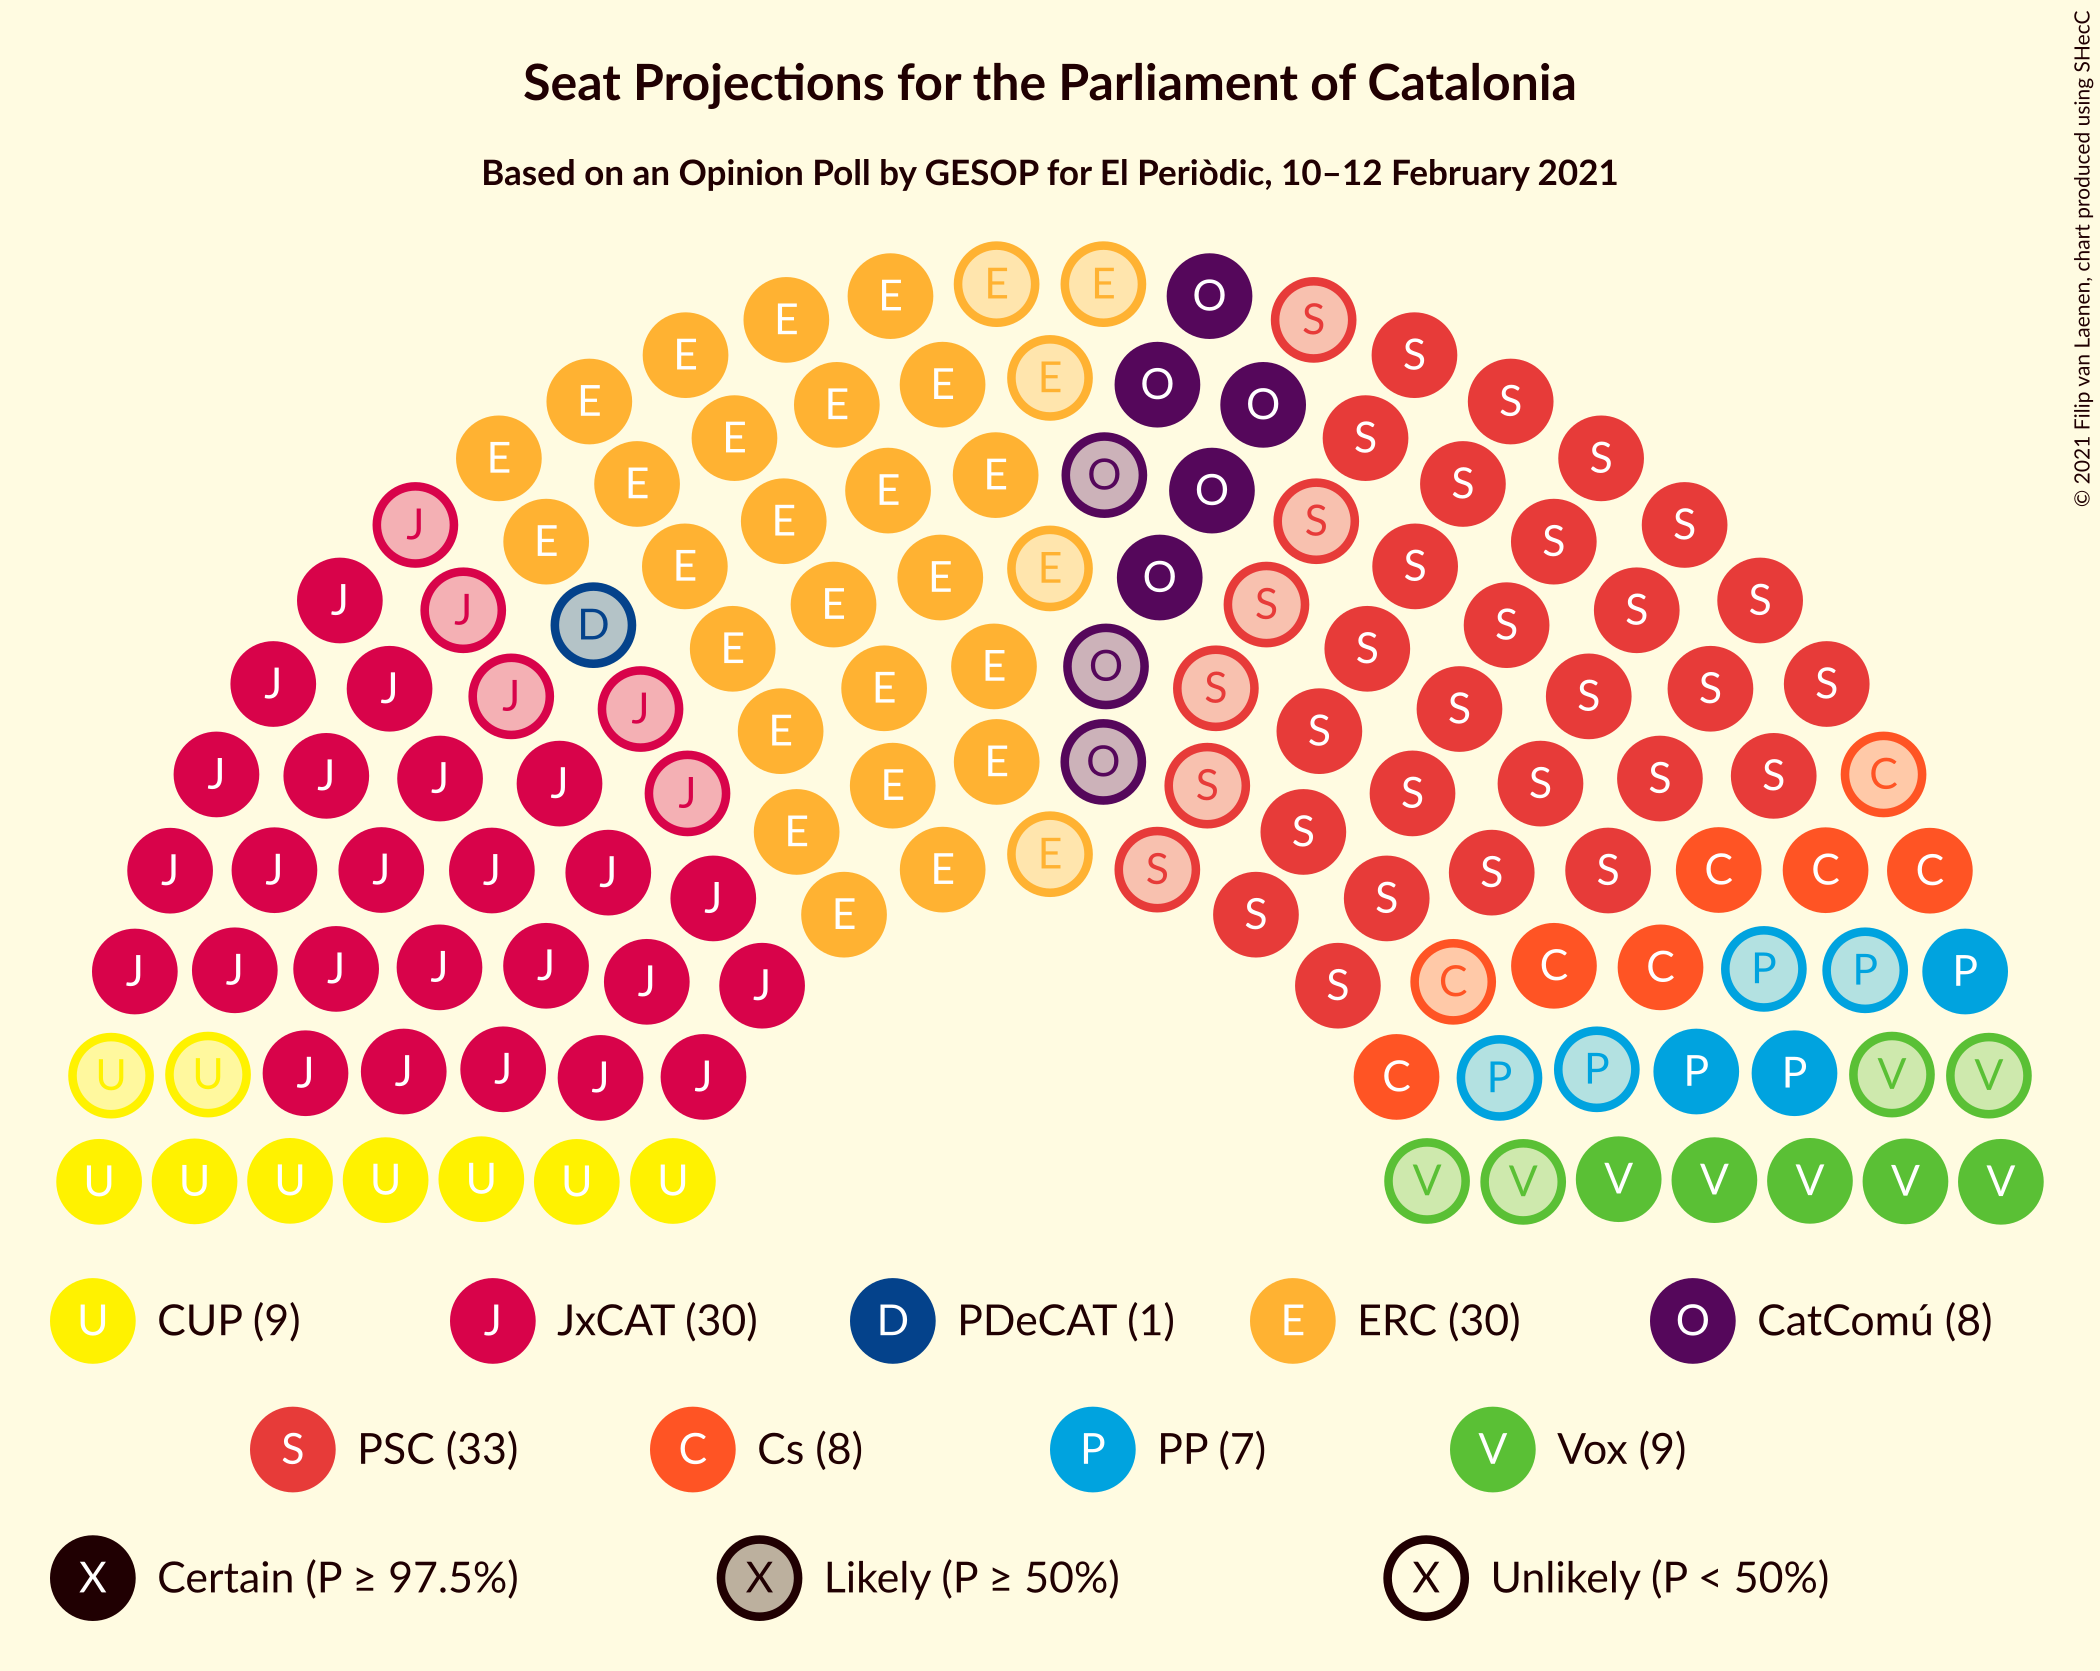 Seat Projections for the Parliament of Catalonia
Based on an Opinion Poll by GESOP for El Periòdic, 10–12 February 2021
© 2021 Filip van Laenen, chart produced using SHecC
E E E O
E S
E S
E E E E O O S
E E S S
E E E O O S
J E E S S S
E E E O S
J J D E S S S S
E E O S
J J J J E S S S S S
E S
J J J J J E E O S S S S S C
E S
J J J J J J E E S S S S C C C
E S
J J J J J J J S C C C P P P
U U J J J J J C P P P P V V
U U U U U U U V V V V V V V
U CUP (9) J JxCAT (30) D PDeCAT (1) E ERC (30) O CatComú (8)
S PSC (33) C Cs (8) P PP (7) V Vox (9)
X Certain (P ≥ 97.5%) X Likely (P ≥ 50%) X Unlikely (P < 50%)